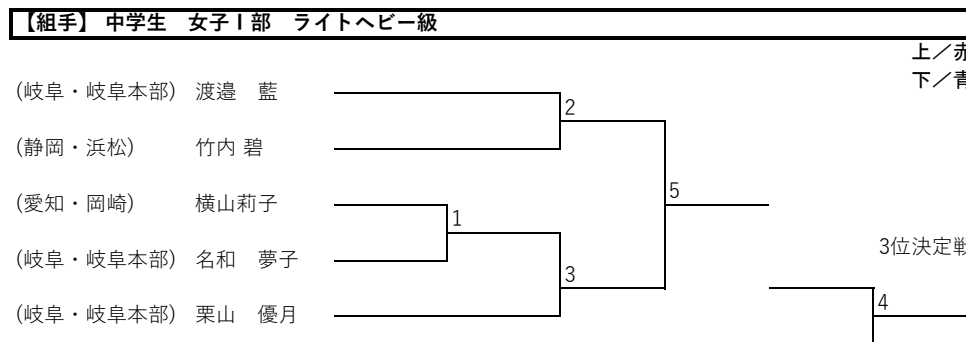 【組手】 中学生　女子Ⅰ部　ライトヘビー級
上／赤
下／青
(岐阜・岐阜本部)　渡邉　藍
2
(静岡・浜松)　竹内 碧
5
(愛知・岡崎)　横山莉子
1
3位決定戦
(岐阜・岐阜本部)　名和　夢子
3
4
(岐阜・岐阜本部)　栗山　優月